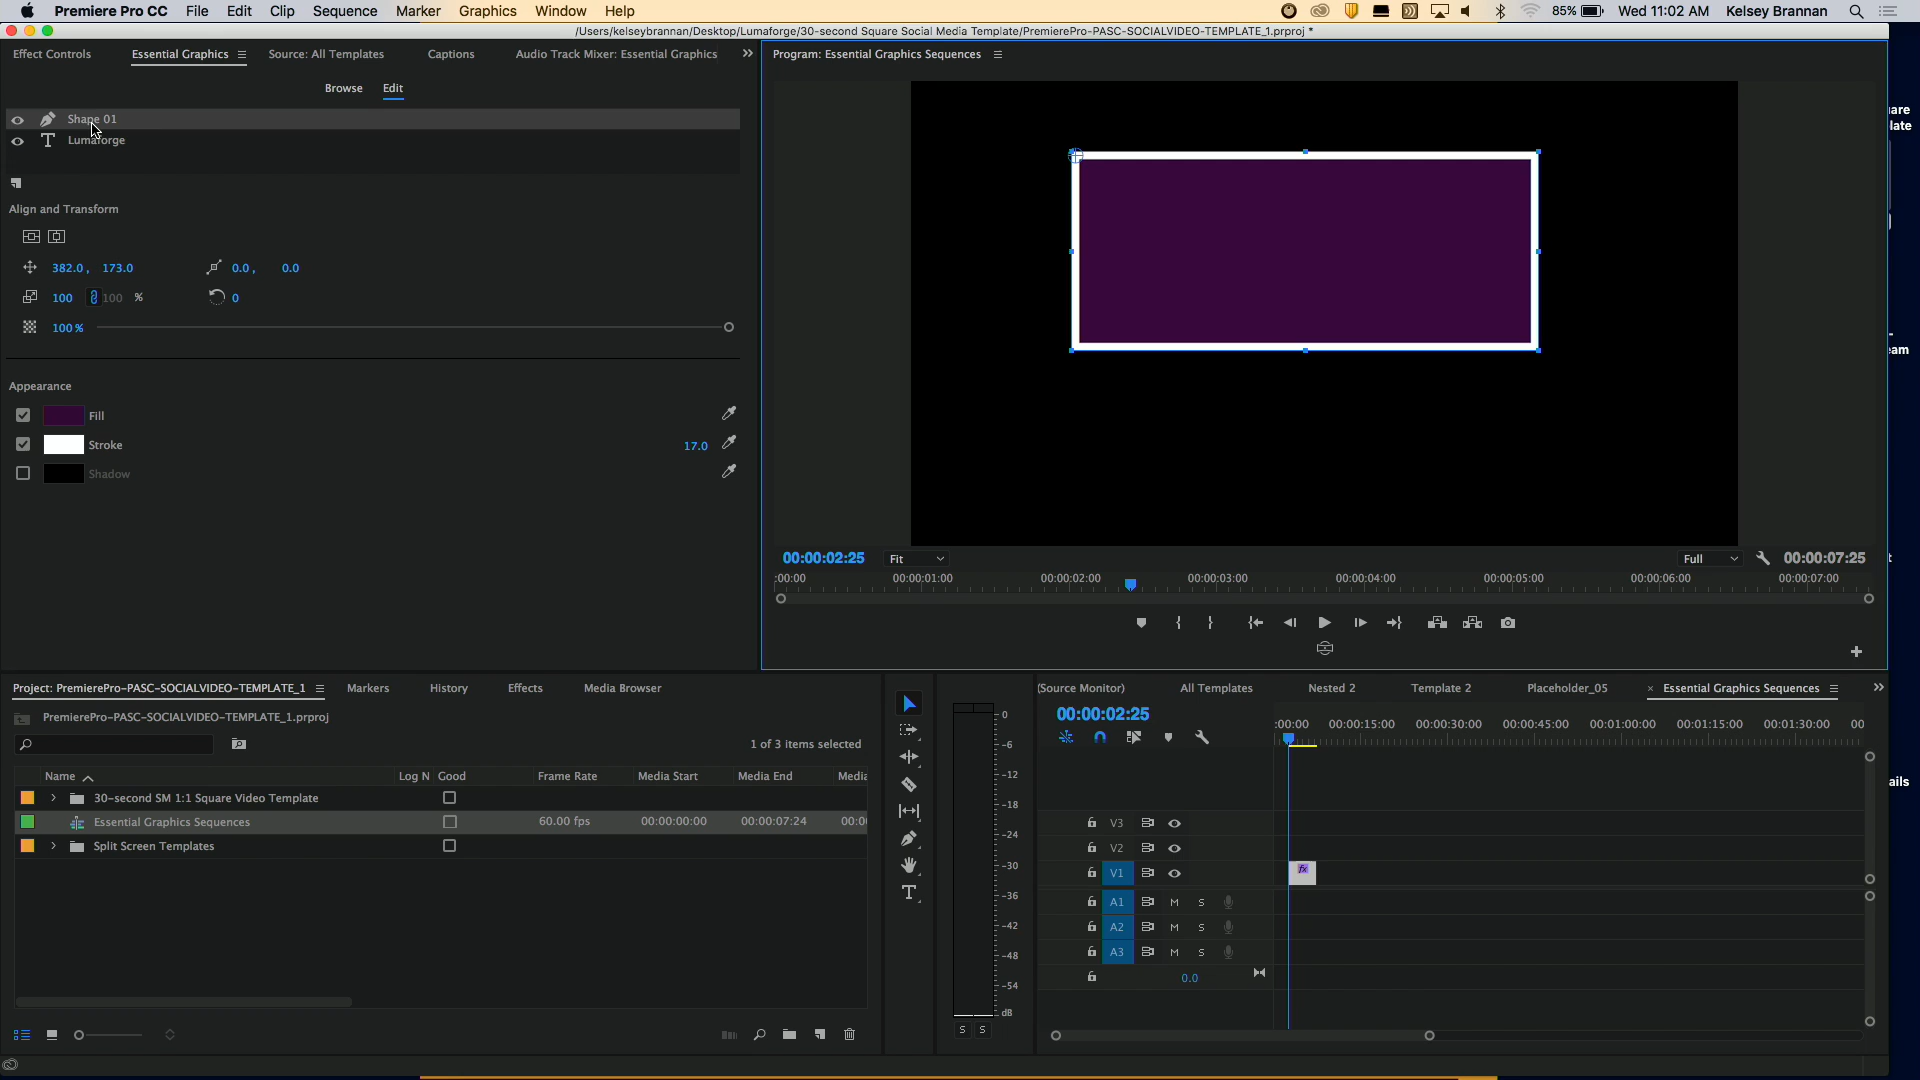 Premiere Pro CC File Edit Clip Sequence Marker Graphics Window Help 85% Wed 11:02 AM Kelsey Brannan
/Users/kelseybrannan/Desktop/Lumaforge/30-second Square Social Media Template/PremierePro-PASC-SOCIALVIDEO-TEMPLATE_1.prproj *
Effect Controls Essential Graphics Source: All Templates Captions Audio Track Mixer: Essential Graphics
Program: Essential Graphics Sequences
Browse Edit
Shape 01
Lumaforge
Align and Transform
382.0, 173.0 0.0, 0.0
100 100 % 0
100 %
Appearance
Fill
Stroke 17.0
Shadow
00:00:02:25 Fit Full 00:00:07:25
:00:00 00:00:01:00 00:00:02:00 00:00:03:00 00:00:04:00 00:00:05:00 00:00:06:00 00:00:07:00
Project: PremierePro-PASC-SOCIALVIDEO-TEMPLATE_1 Markers History Effects Media Browser
PremierePro-PASC-SOCIALVIDEO-TEMPLATE_1.prproj
1 of 3 items selected
Name Log N Good Frame Rate Media Start Media End Media
30-second SM 1:1 Square Video Template
Essential Graphics Sequences 60.00 fps 00:00:00:00 00:00:07:24 00:0
Split Screen Templates
T
0
-6
-12
-18
-24
-30
-36
-42
-48
-54
dB
S S
(Source Monitor) All Templates Nested 2 Template 2 Placeholder_05 × Essential Graphics Sequences
00:00:02:25
:00:00 00:00:15:00 00:00:30:00 00:00:45:00 00:01:00:00 00:01:15:00 00:01:30:00 00
V3
V2
V1 fx
A1 M S
A2 M S
A3 M S
0.0
are
late
eam
t
ails